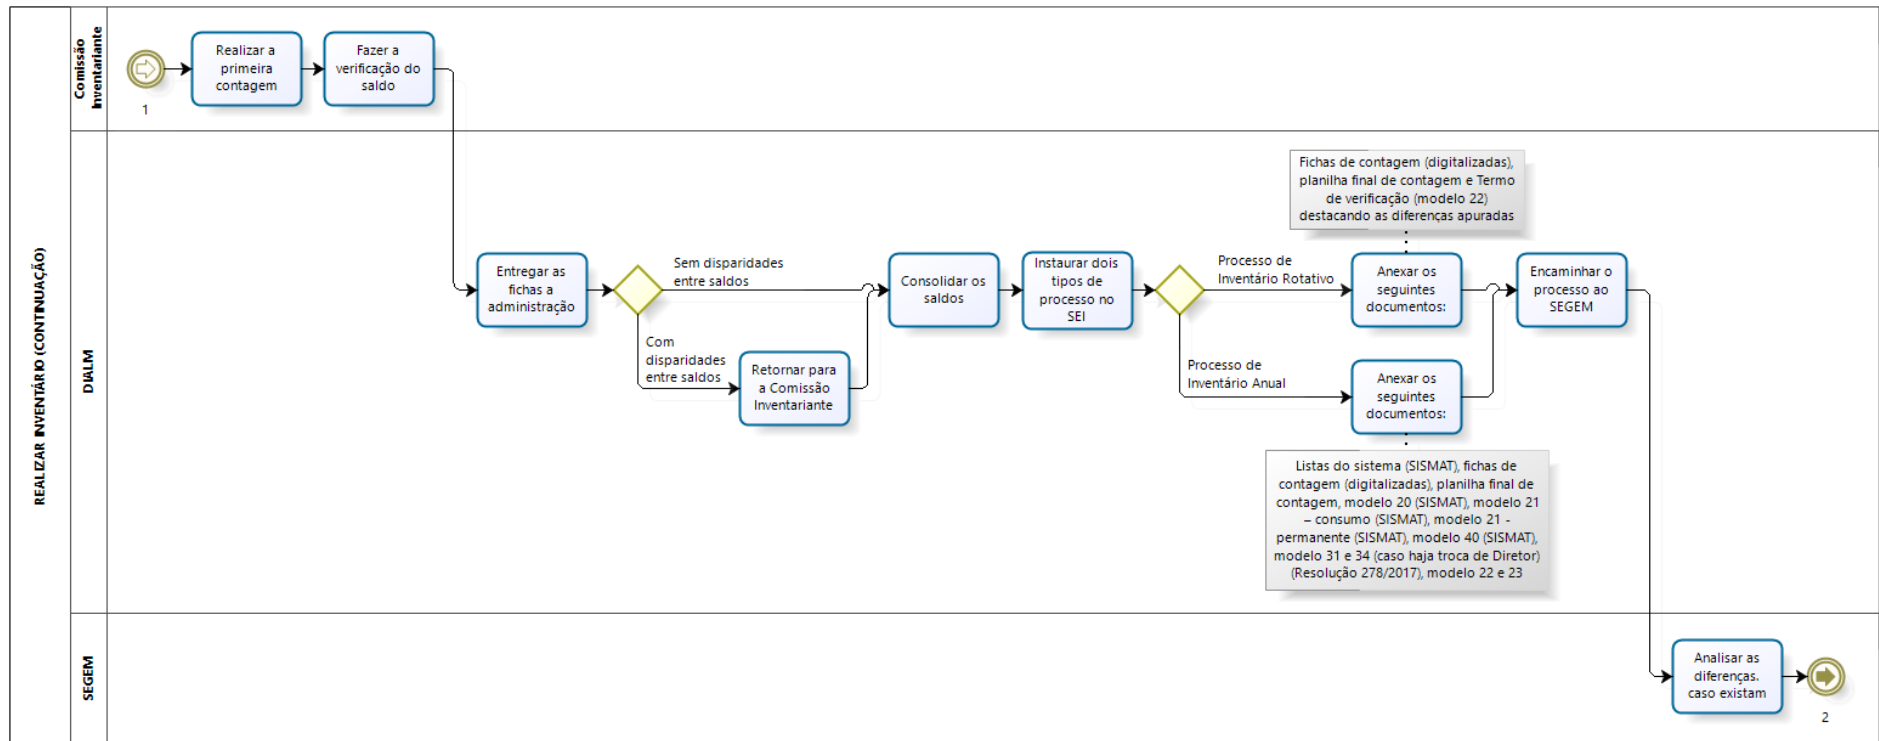 REALIZAR INVENTÁRIO (CONTINUAÇÃO)
Comissão
Inventariante
1
Realizar a
primeira
contagem
Fazer a
verificação do
saldo
DIALM
Entregar as
fichas a
administração
Sem disparidades
entre saldos
Com
disparidades
entre saldos
Retornar para
a Comissão
Inventariante
Consolidar os
saldos
Instaurar dois
tipos de
processo no
SEI
Processo de
Inventário Rotativo
Processo de
Inventário Anual
Fichas de contagem (digitalizadas),
planilha final de contagem e Termo
de verificação (modelo 22)
destacando as diferenças apuradas
Anexar os
seguintes
documentos:
Anexar os
seguintes
documentos:
Listas do sistema (SISMAT), fichas de
contagem (digitalizadas), planilha final de
contagem, modelo 20 (SISMAT), modelo 21
– consumo (SISMAT), modelo 21 -
permanente (SISMAT), modelo 40 (SISMAT),
modelo 31 e 34 (caso haja troca de Diretor)
(Resolução 278/2017), modelo 22 e 23
Encaminhar o
processo ao
SEGEM
SEGEM
Analisar as
diferenças.
caso existam
2